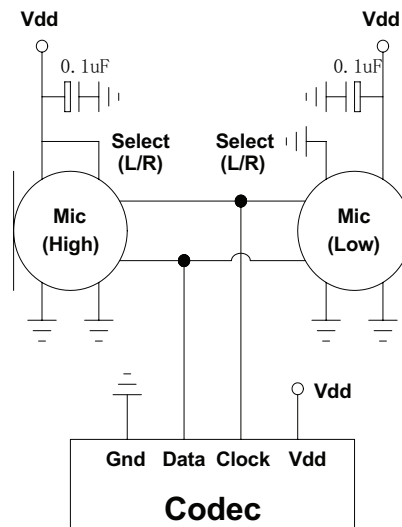 Vdd
Vdd
0.1uF
0.1uF
Select
(L/R)
Select
(L/R)
Mic
(High)
Mic
(Low)
Vdd
Gnd Data Clock Vdd
Codec